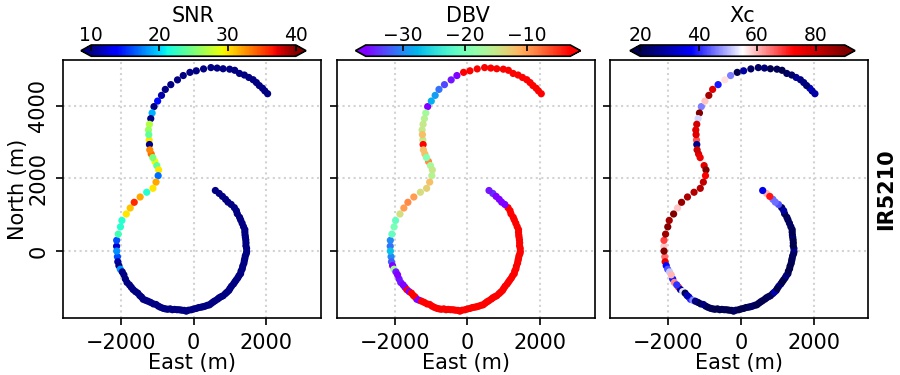 SNR DBV Xc
10 20 30 40 −30 −20 −10 20 40 60 80
4000
2000
0
North (m)
IR5210
−2000 0 2000 −2000 0 2000 −2000 0 2000
East (m) East (m) East (m)